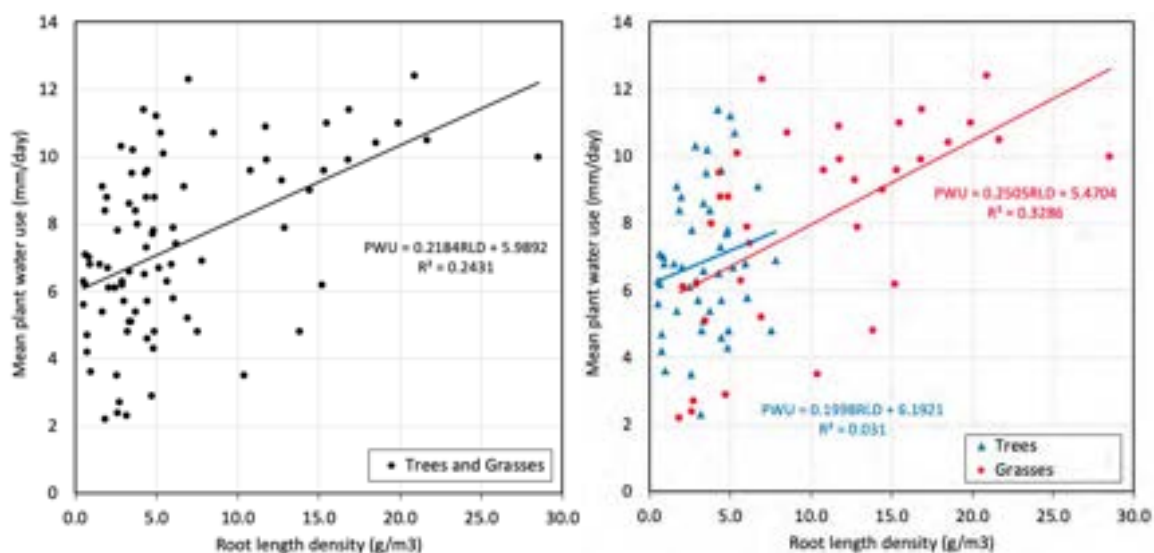 14
12
10
8
6
4
2
0
Mean plant water use (mm/day)
PWU = 0.2184RLD + 5.9892
R² = 0.2431
Trees and Grasses
0.0 5.0 10.0 15.0 20.0 25.0 30.0
Root length density (g/m3)
14
12
10
8
6
4
2
0
Mean plant water use (mm/day)
PWU = 0.2505RLD + 5.4704
R² = 0.3286
PWU = 0.1998RLD + 6.1921
R² = 0.031
Trees
Grasses
0.0 5.0 10.0 15.0 20.0 25.0 30.0
Root length density (g/m3)